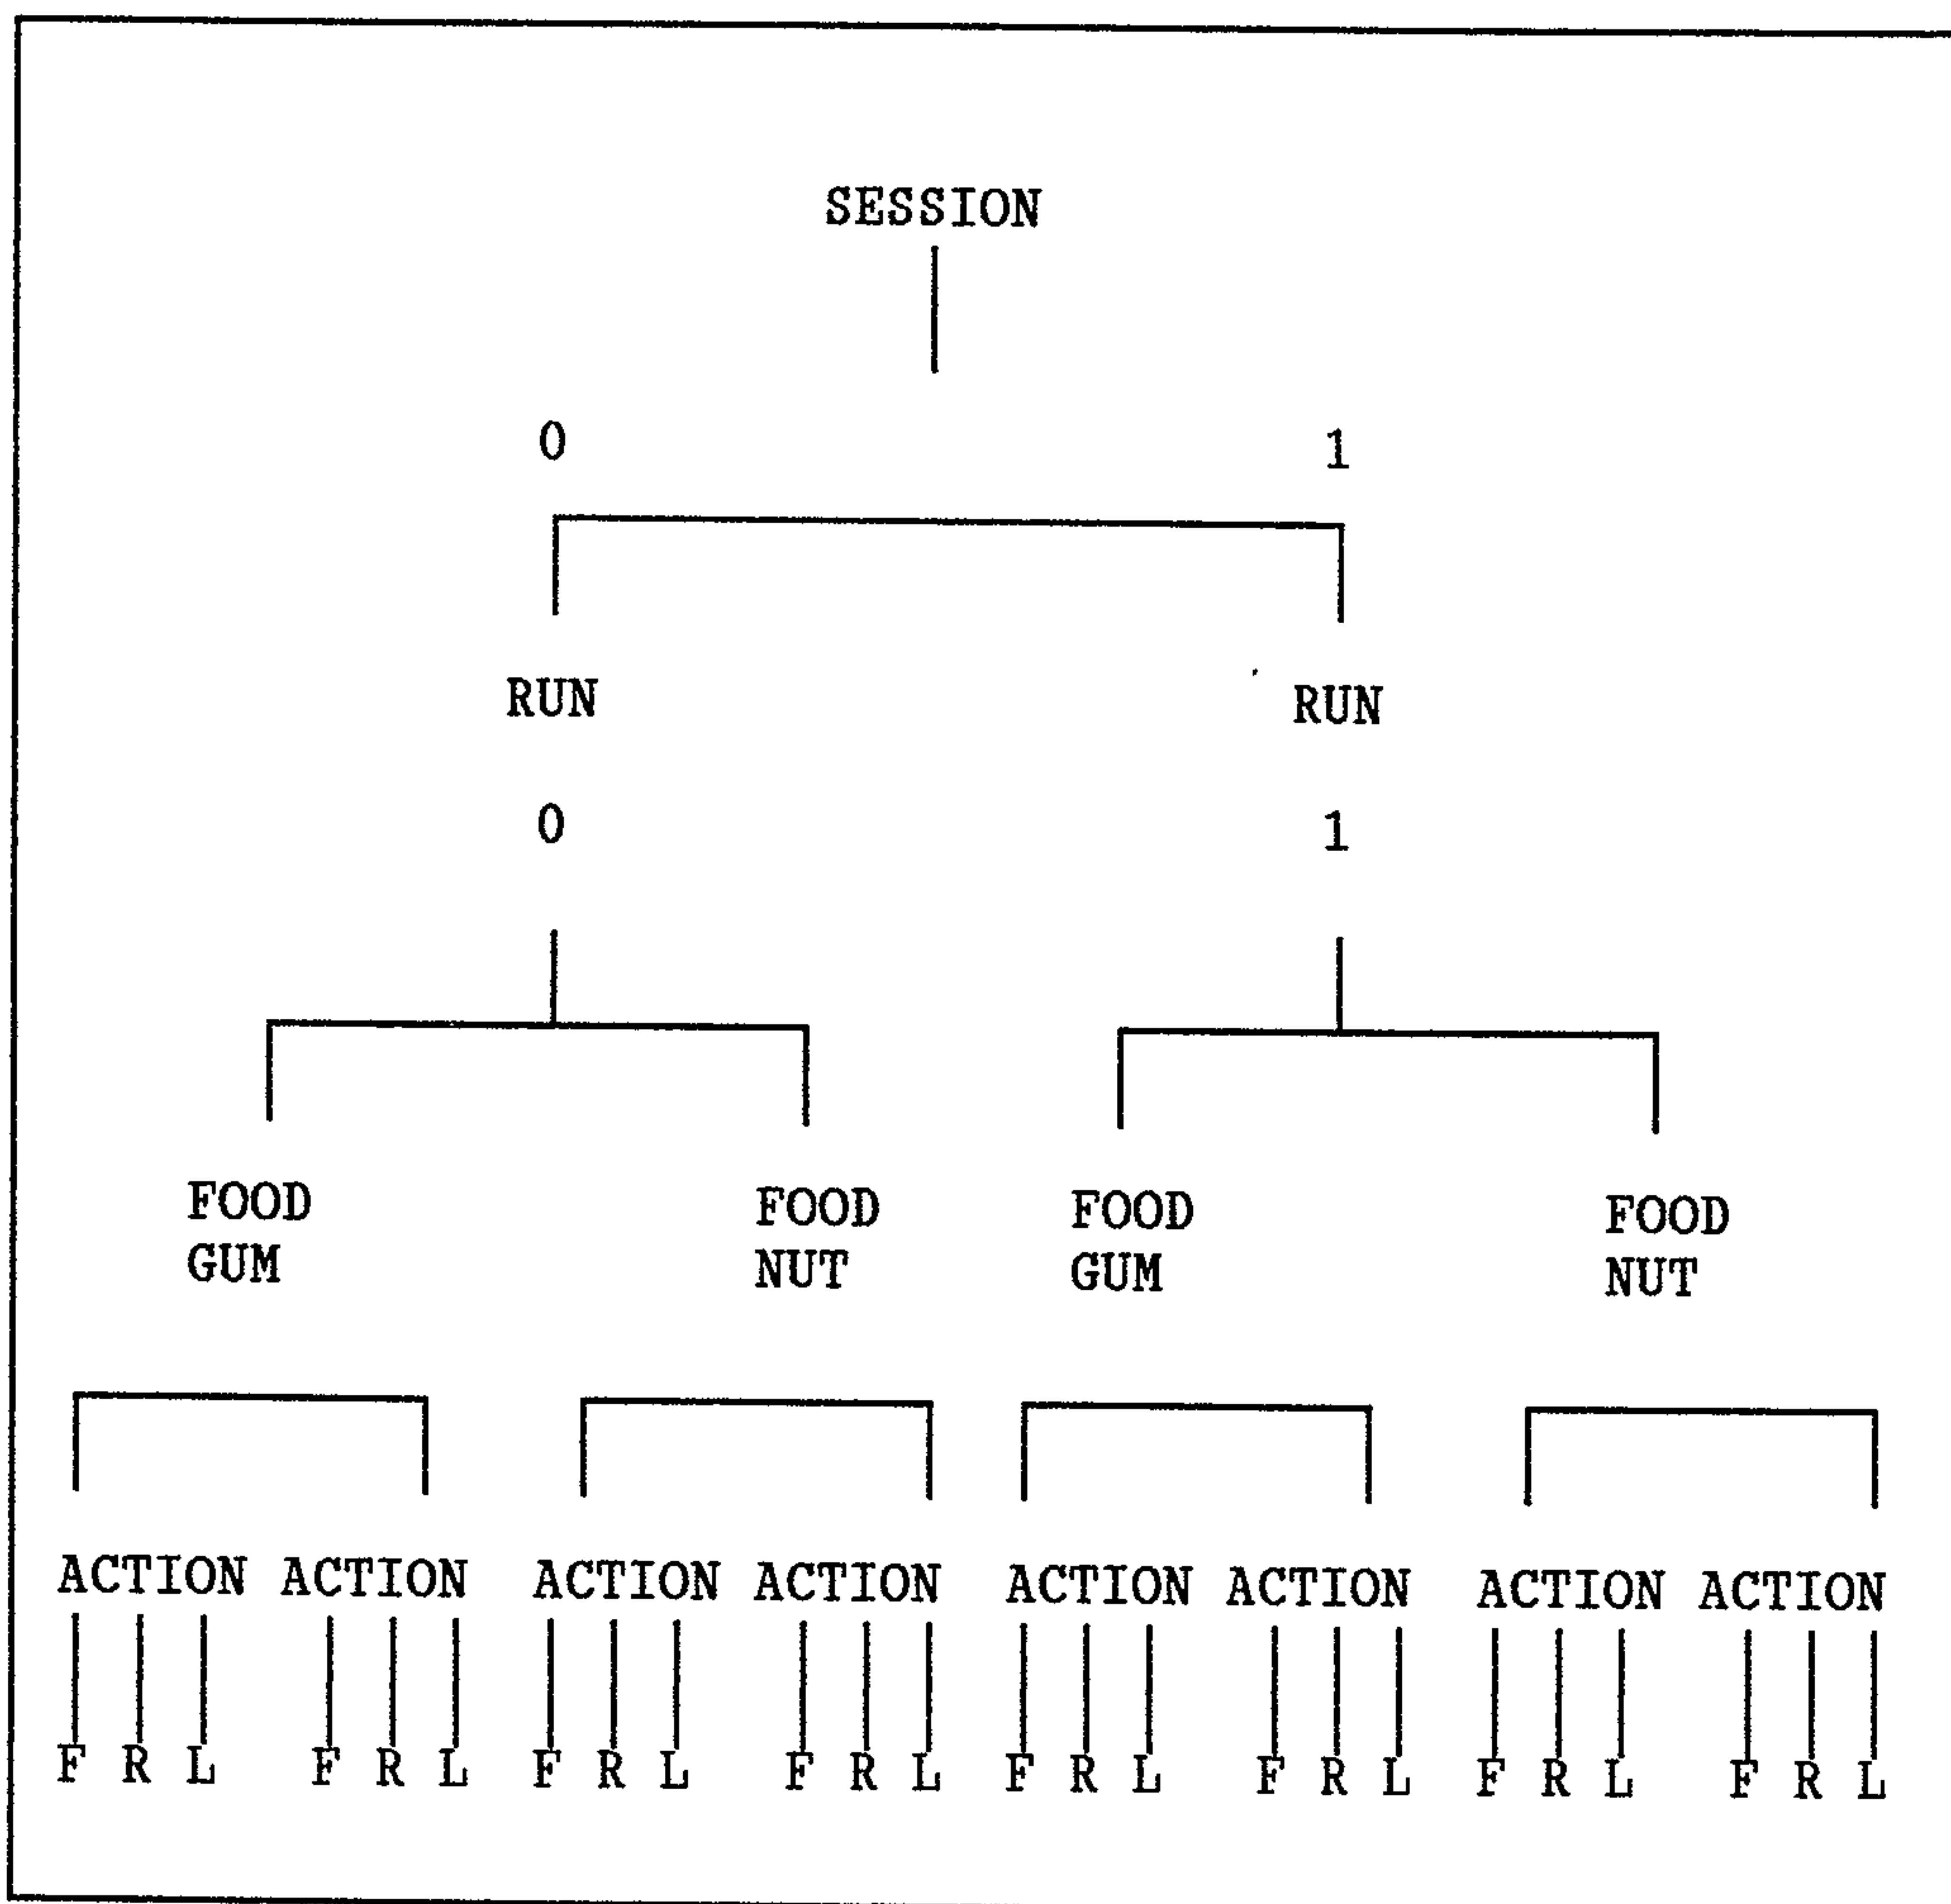 SESSION
0 1
RUN RUN
0 1
FOOD FOOD FOOD FOOD
GUM NUT GUM NUT
ACTION ACTION ACTION ACTION ACTION ACTION ACTION ACTION
F R L F R L F R L F R L F R L F R L F R L F R L